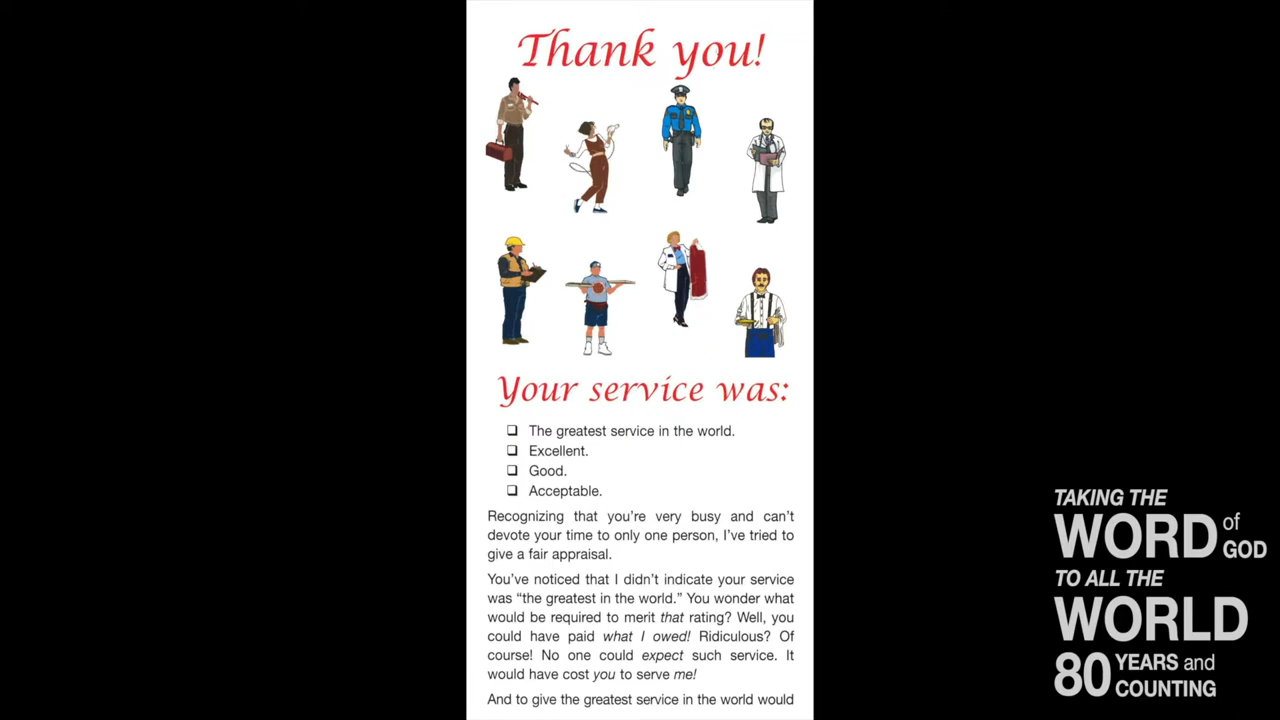 Thank you!
Your service was:
❑ The greatest service in the world.
❑ Excellent.
❑ Good.
❑ Acceptable.
Recognizing that you’re very busy and can’t
devote your time to only one person, I’ve tried to
give a fair appraisal.
You’ve noticed that I didn’t indicate your service
was “the greatest in the world.” You wonder what
would be required to merit that rating? Well, you
could have paid what I owed! Ridiculous? Of
course! No one could expect such service. It
would have cost you to serve me!
And to give the greatest service in the world would
TAKING THE
WORD of
GOD
TO ALL THE
WORLD
80 YEARS and
COUNTING